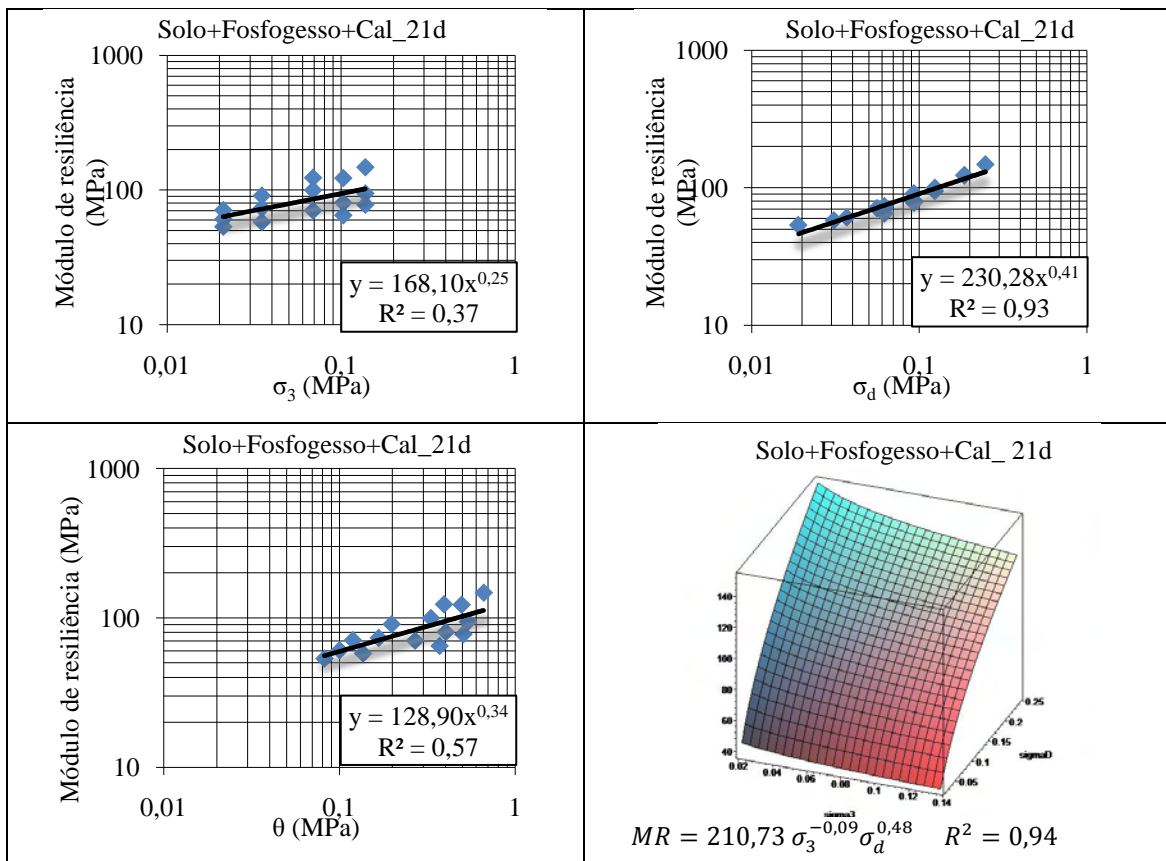 Solo+Fosfogesso+Cal_21d
1000
100
10
Módulo de resiliência
(MPa)
y = 168,10x^0,25
R² = 0,37
0,01
0,1
1
σ3 (MPa)
Solo+Fosfogesso+Cal_21d
1000
100
10
Módulo de resiliência
(MPa)
y = 230,28x^0,41
R² = 0,93
0,01
0,1
1
σd (MPa)
Solo+Fosfogesso+Cal_21d
1000
100
10
Módulo de resiliência (MPa)
y = 128,90x^0,34
R² = 0,57
0,01
0,1
1
θ (MPa)
Solo+Fosfogesso+Cal_ 21d
140
120
100
80
60
40
0.02
0.04
0.06
0.08
0.1
0.12
0.14
0.05
0.1
0.15
0.2
0.25
sigmaD
sigma3
MR = 210,73 σ3^−0,09 σd^0,48 R² = 0,94